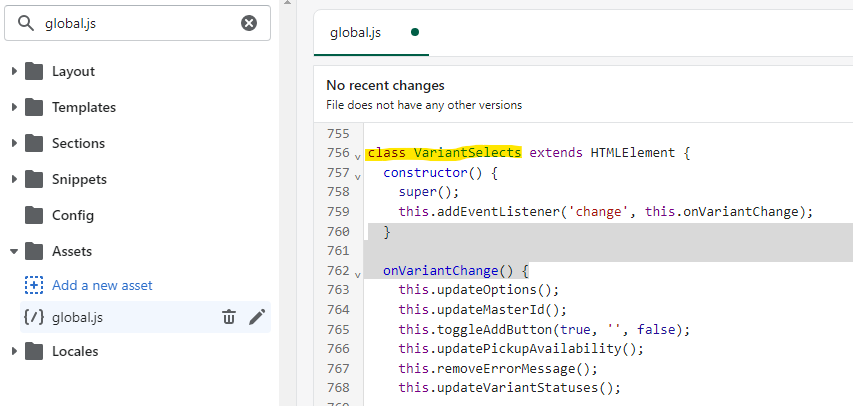 global.js
Layout
Templates
Sections
Snippets
Config
Assets
Add a new asset
{/} global.js
Locales
global.js
No recent changes
File does not have any other versions
755
756 class VariantSelects extends HTMLElement {
757 constructor() {
758 super();
759 this.addEventListener('change', this.onVariantChange);
760 }
761
762 onVariantChange() {
763 this.updateOptions();
764 this.updateMasterId();
765 this.toggleAddButton(true, '', false);
766 this.updatePickupAvailability();
767 this.removeErrorMessage();
768 this.updateVariantStatuses();